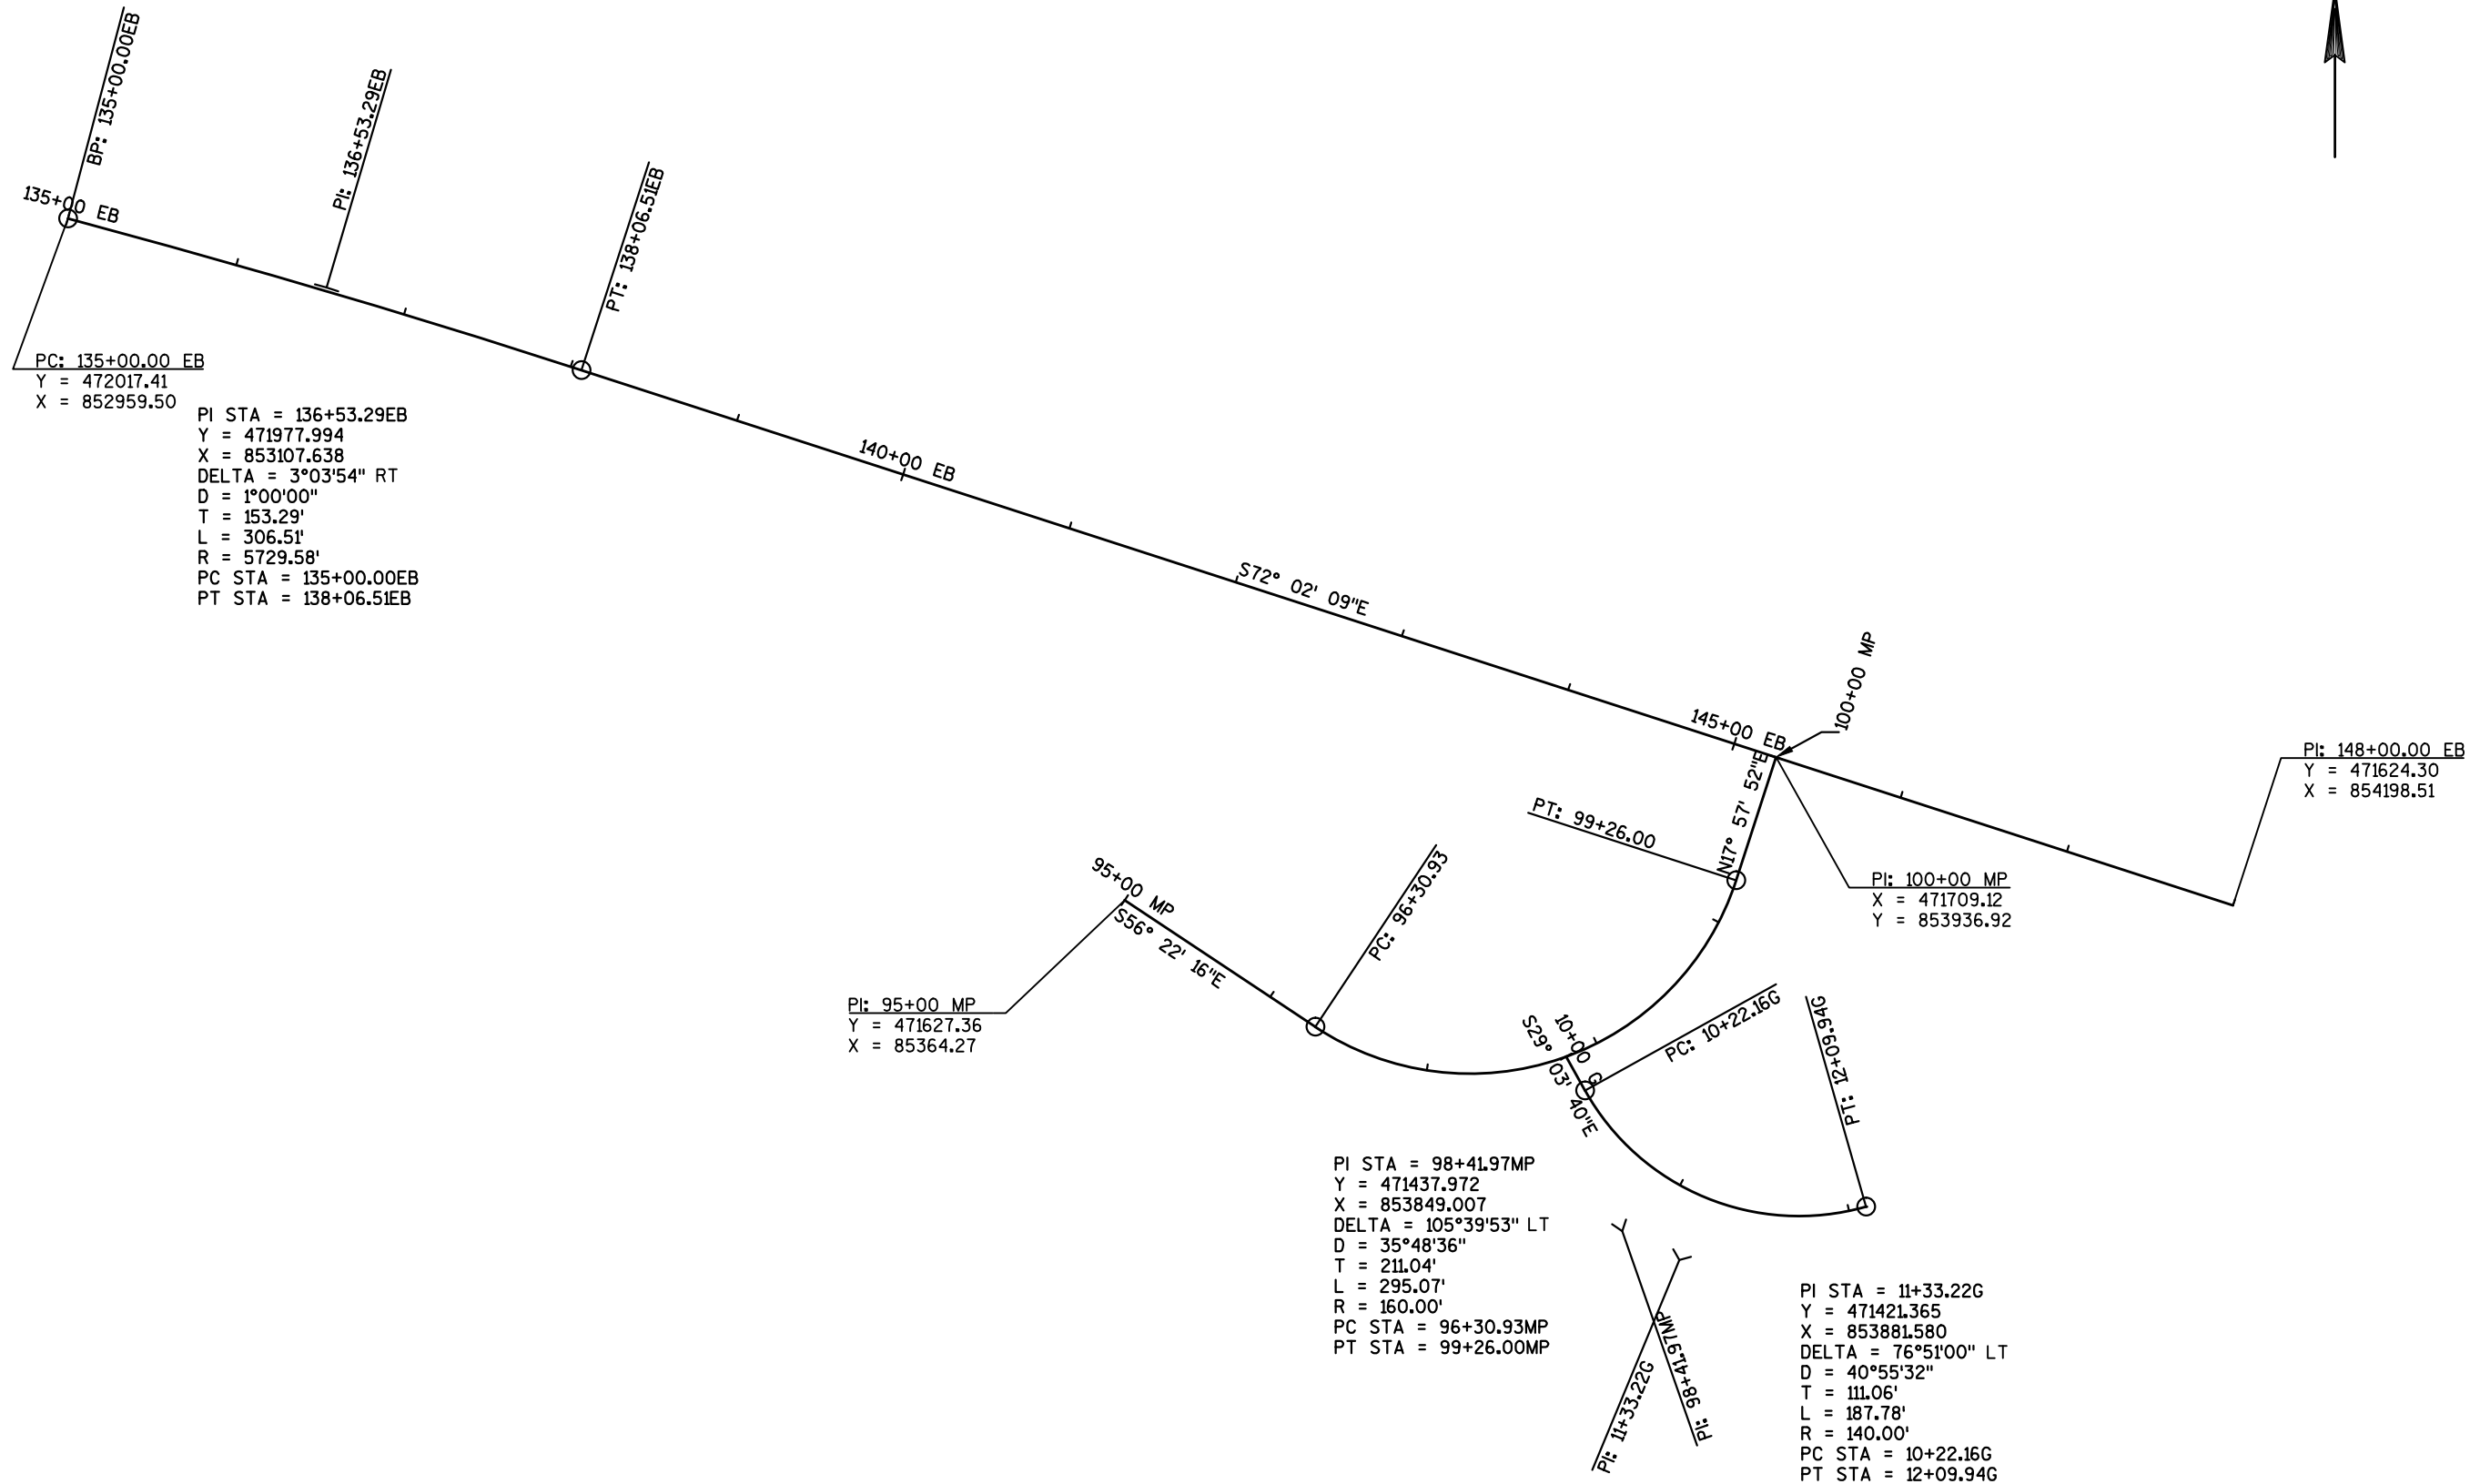 BP: 135+00.00EB
135+00 EB
PI: 136+53.29EB
PT: 138+06.51EB
PC: 135+00.00 EB
Y = 472017.41
X = 852959.50
PI STA = 136+53.29EB
Y = 471977.994
X = 853107.638
DELTA = 3°03'54" RT
D = 1°00'00"
T = 153.29'
L = 306.51'
R = 5729.58'
PC STA = 135+00.00EB
PT STA = 138+06.51EB
140+00 EB
S72° 02' 09"E
100+00 MP
145+00 EB
PI: 148+00.00 EB
Y = 471624.30
X = 854198.51
N17° 57' 52"E
PT: 99+26.00
PI: 100+00 MP
X = 471709.12
Y = 853936.92
95+00 MP
S56° 22' 16"E
PC: 96+30.93
PI: 95+00 MP
Y = 471627.36
X = 85364.27
10+00 G
S29° 03' 40"E
PC: 10+22.16G
PT: 12+09.94G
PI STA = 98+41.97MP
Y = 471437.972
X = 853849.007
DELTA = 105°39'53" LT
D = 35°48'36"
T = 211.04'
L = 295.07'
R = 160.00'
PC STA = 96+30.93MP
PT STA = 99+26.00MP
PI: 11+33.22G
PI: 98+41.97MP
PI STA = 11+33.22G
Y = 471421.365
X = 853881.580
DELTA = 76°51'00" LT
D = 40°55'32"
T = 111.06'
L = 187.78'
R = 140.00'
PC STA = 10+22.16G
PT STA = 12+09.94G